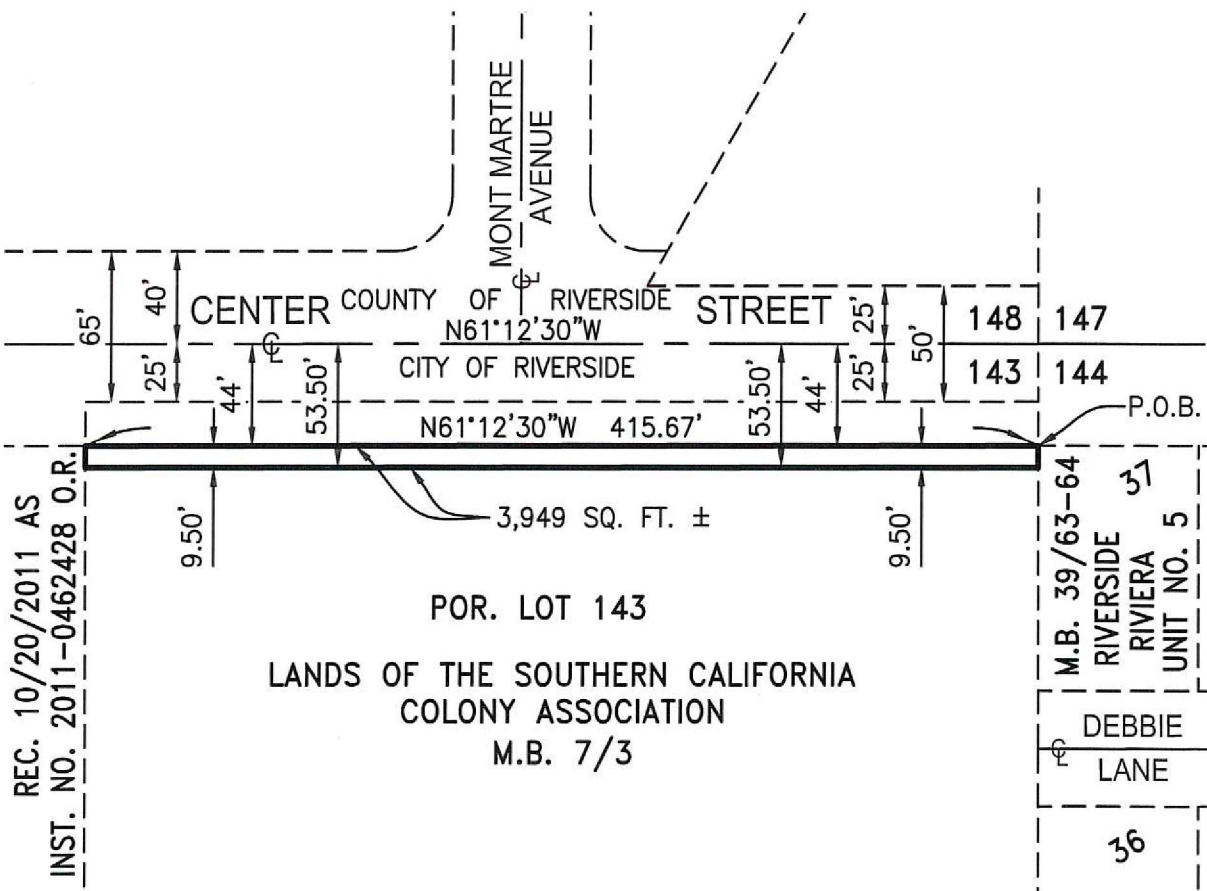 MONT MARTRE
AVENUE
℄
65'
40'
25'
CENTER
COUNTY OF RIVERSIDE
STREET
N61°12'30"W
℄
CITY OF RIVERSIDE
25'
25'
50'
148
147
143
144
44'
53.50'
53.50'
44'
N61°12'30"W 415.67'
P.O.B.
9.50'
3,949 SQ. FT. ±
9.50'
REC. 10/20/2011 AS
INST. NO. 2011-0462428 O.R.
POR. LOT 143
LANDS OF THE SOUTHERN CALIFORNIA
COLONY ASSOCIATION
M.B. 7/3
M.B. 39/63-64
RIVERSIDE
RIVIERA
UNIT NO. 5
37
DEBBIE
℄
LANE
36